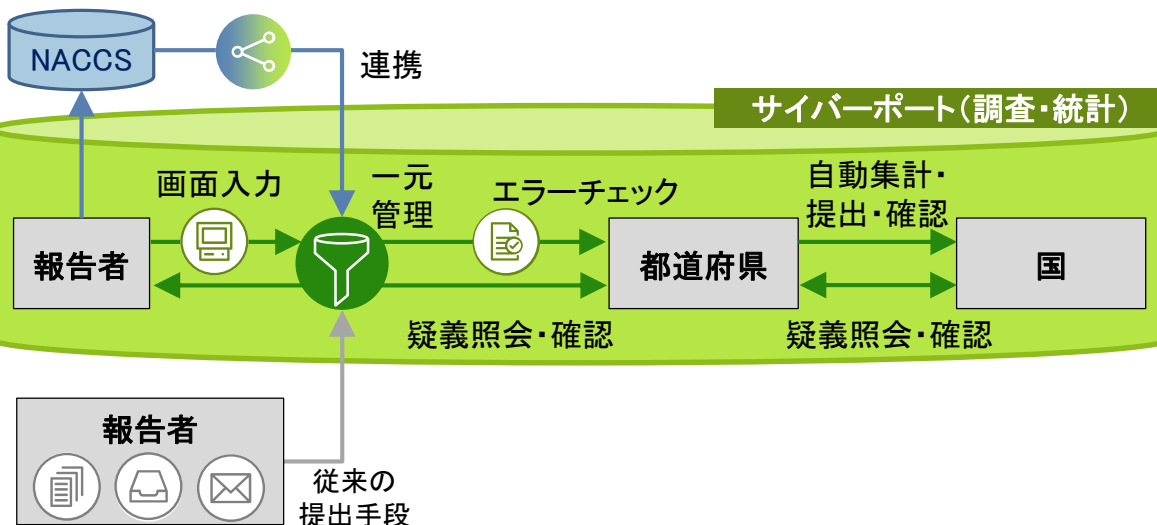 NACCS
連携
サイバーポート(調査・統計)
画面入力
一元
管理
エラーチェック
自動集計・
提出・確認
報告者
都道府県
国
疑義照会・確認
疑義照会・確認
報告者
従来の
提出手段